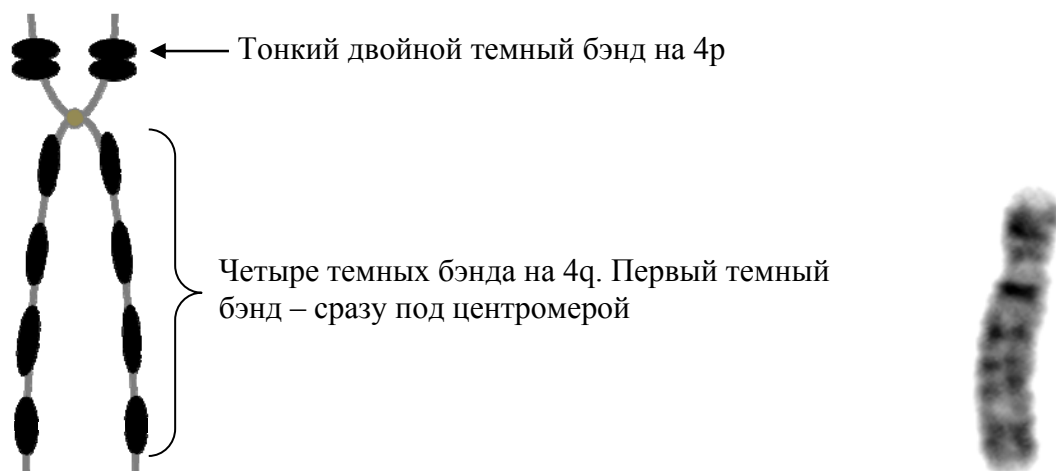 Тонкий двойной темный бэнд на 4p
Четыре темных бэнда на 4q. Первый темный
бэнд – сразу под центромерой